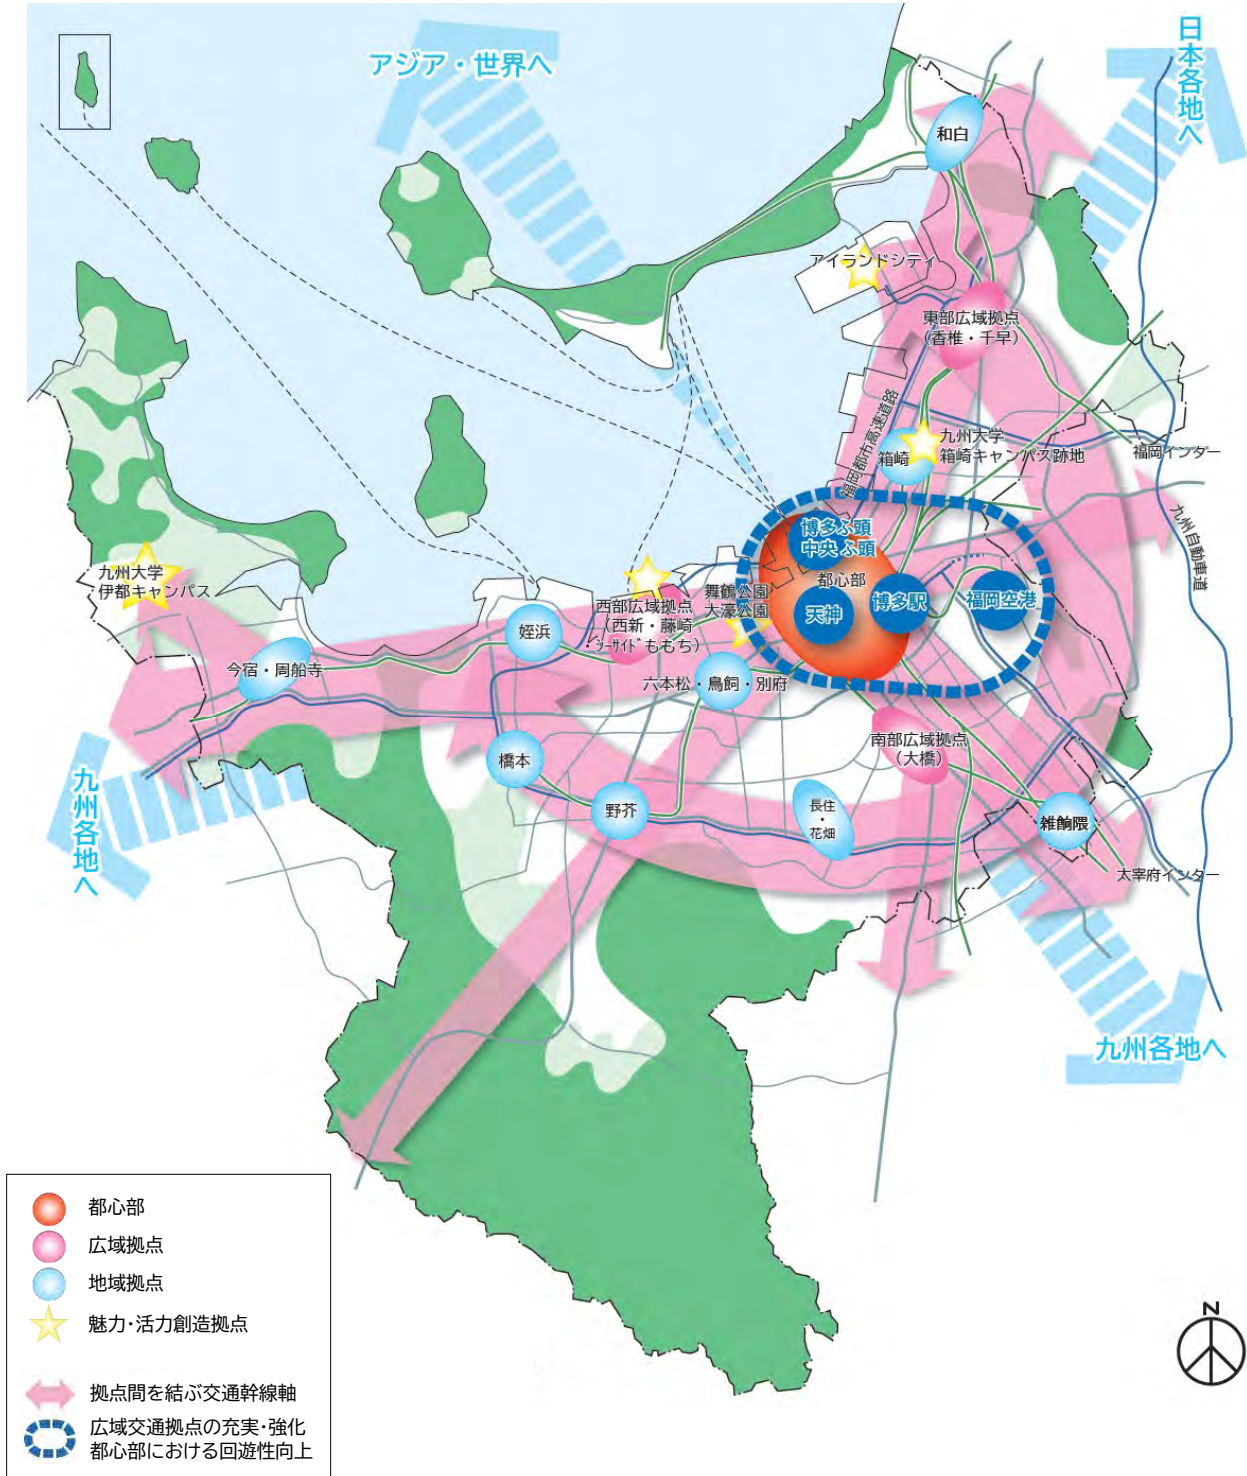 アジア・世界へ
日本各地へ
和白
アイランドシティ
東部広域拠点
（香椎・千早）
福岡都市高速道路
箱崎
九州大学
箱崎キャンパス跡地
福岡インター
九州自動車道
博多ふ頭
中央ふ頭
都心部
天神
博多駅
福岡空港
舞鶴公園
大濠公園
九州大学
伊都キャンパス
西部広域拠点
（西新・藤崎
・シーサイドももち）
姪浜
今宿・周船寺
六本松・鳥飼・別府
南部広域拠点
（大橋）
橋本
野芥
長住
・
花畑
雑餉隈
太宰府インター
九州各地へ
九州各地へ
都心部
広域拠点
地域拠点
魅力・活力創造拠点
拠点間を結ぶ交通幹線軸
広域交通拠点の充実・強化
都心部における回遊性向上
N